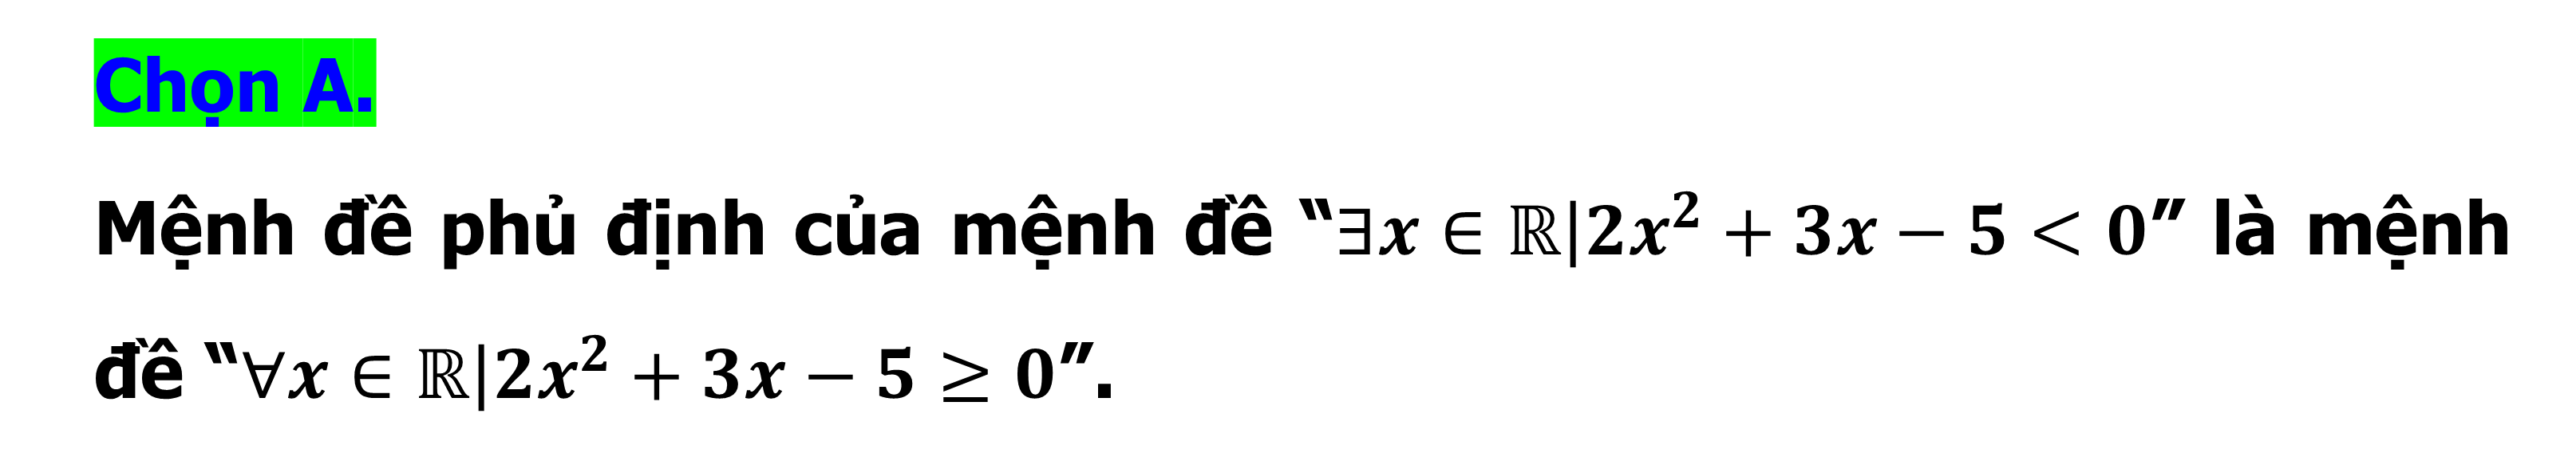 Chọn A.
Mệnh đề phủ định của mệnh đề “∃x ∈ ℝ|2x² + 3x − 5 < 0” là mệnh
đề “∀x ∈ ℝ|2x² + 3x − 5 ≥ 0”.